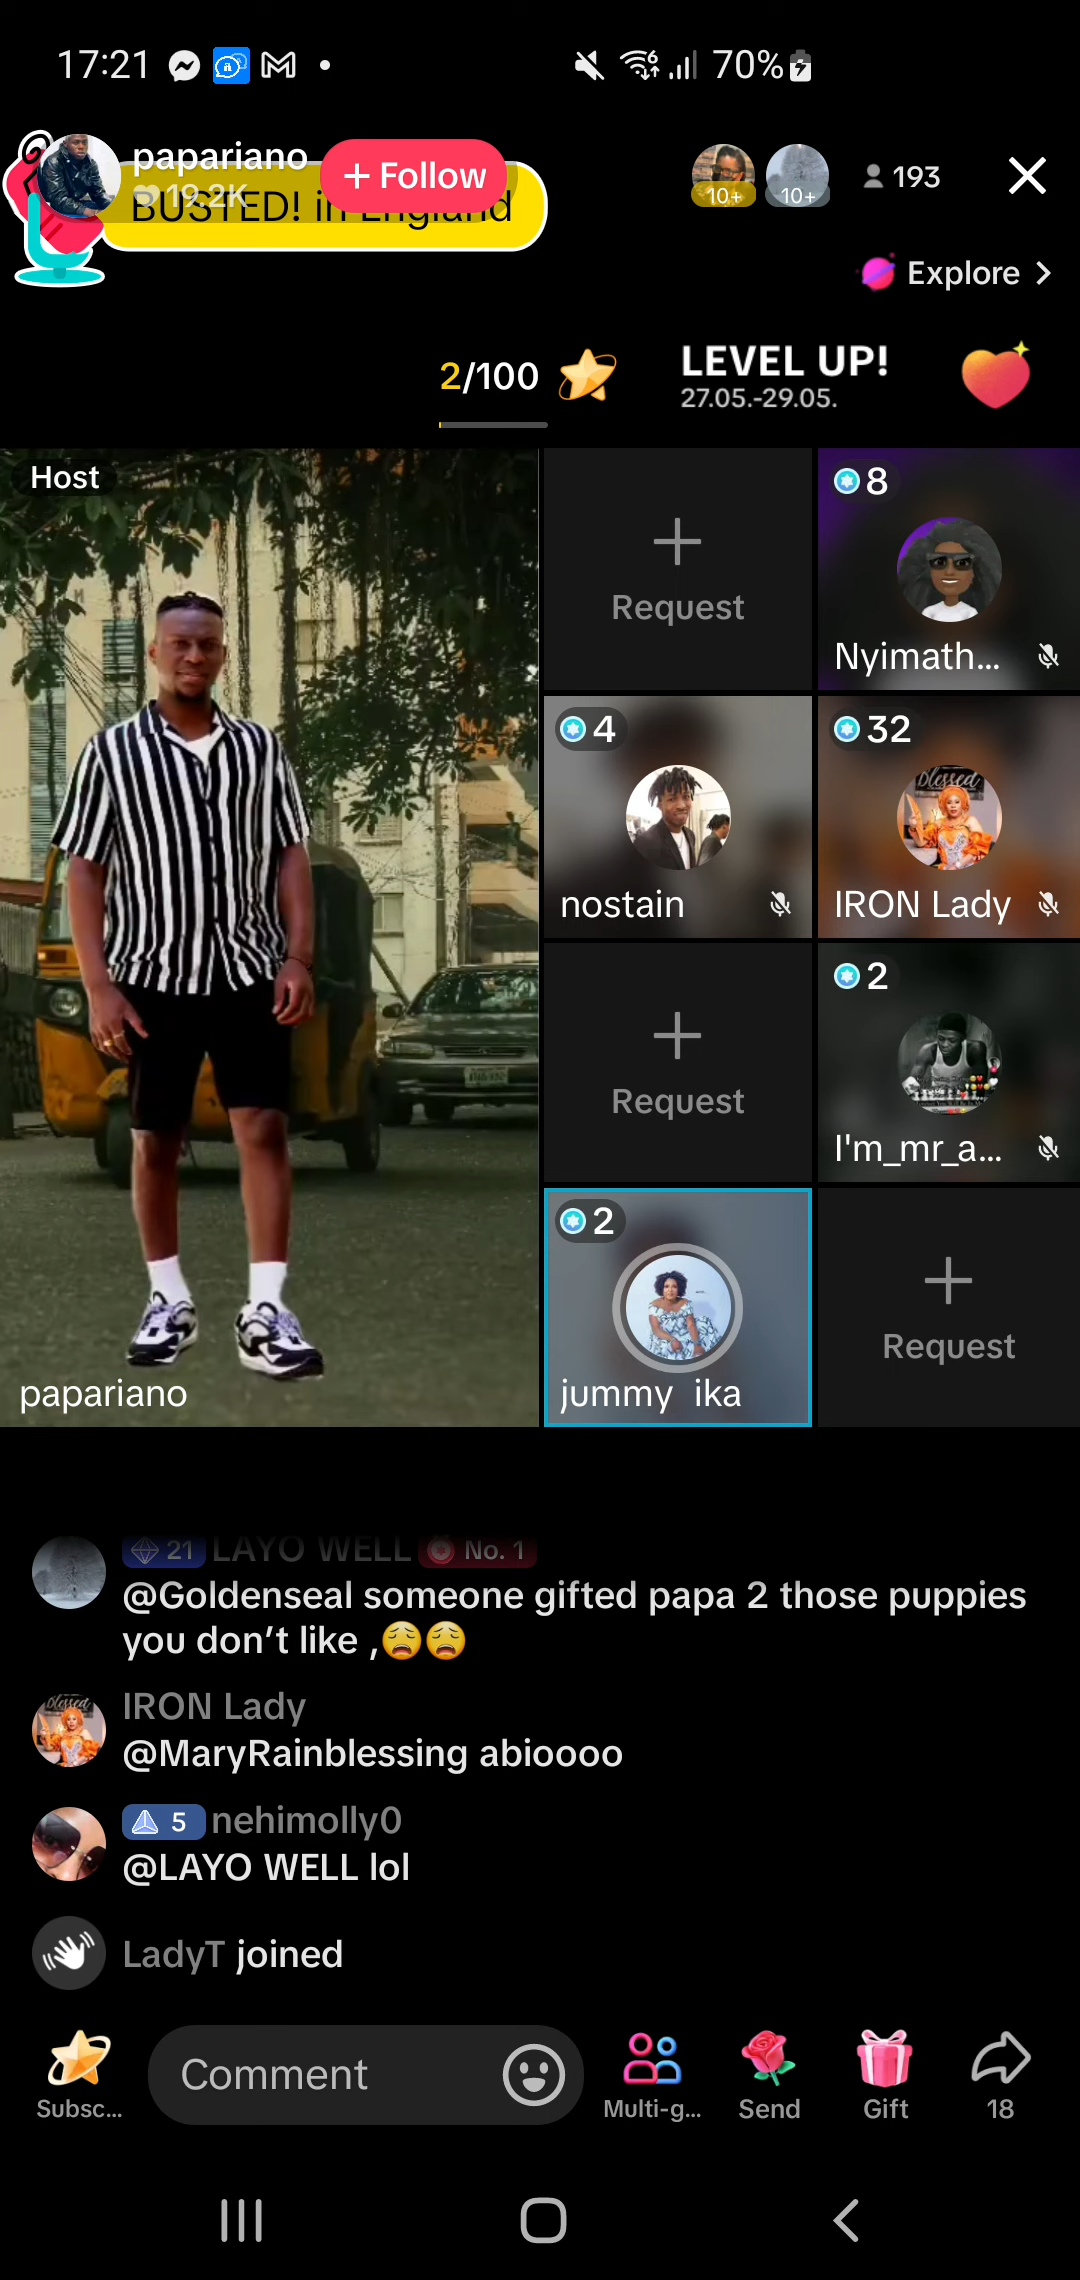 17:21
70%
papariano
19.2K
+ Follow
BUSTED! in England
10+
10+
193
Explore
2/100
LEVEL UP!
27.05.-29.05.
Host
Request
8
Nyimath...
4
nostain
32
Blessed
IRON Lady
Request
2
I'm_mr_a...
2
jummy ika
Request
papariano
21 LAYO WELL No. 1
@Goldenseal someone gifted papa 2 those puppies
you don’t like ,😩😩
IRON Lady
@MaryRainblessing abioooo
5 nehimolly0
@LAYO WELL lol
LadyT joined
Subsc...
Comment
Multi-g...
Send
Gift
18